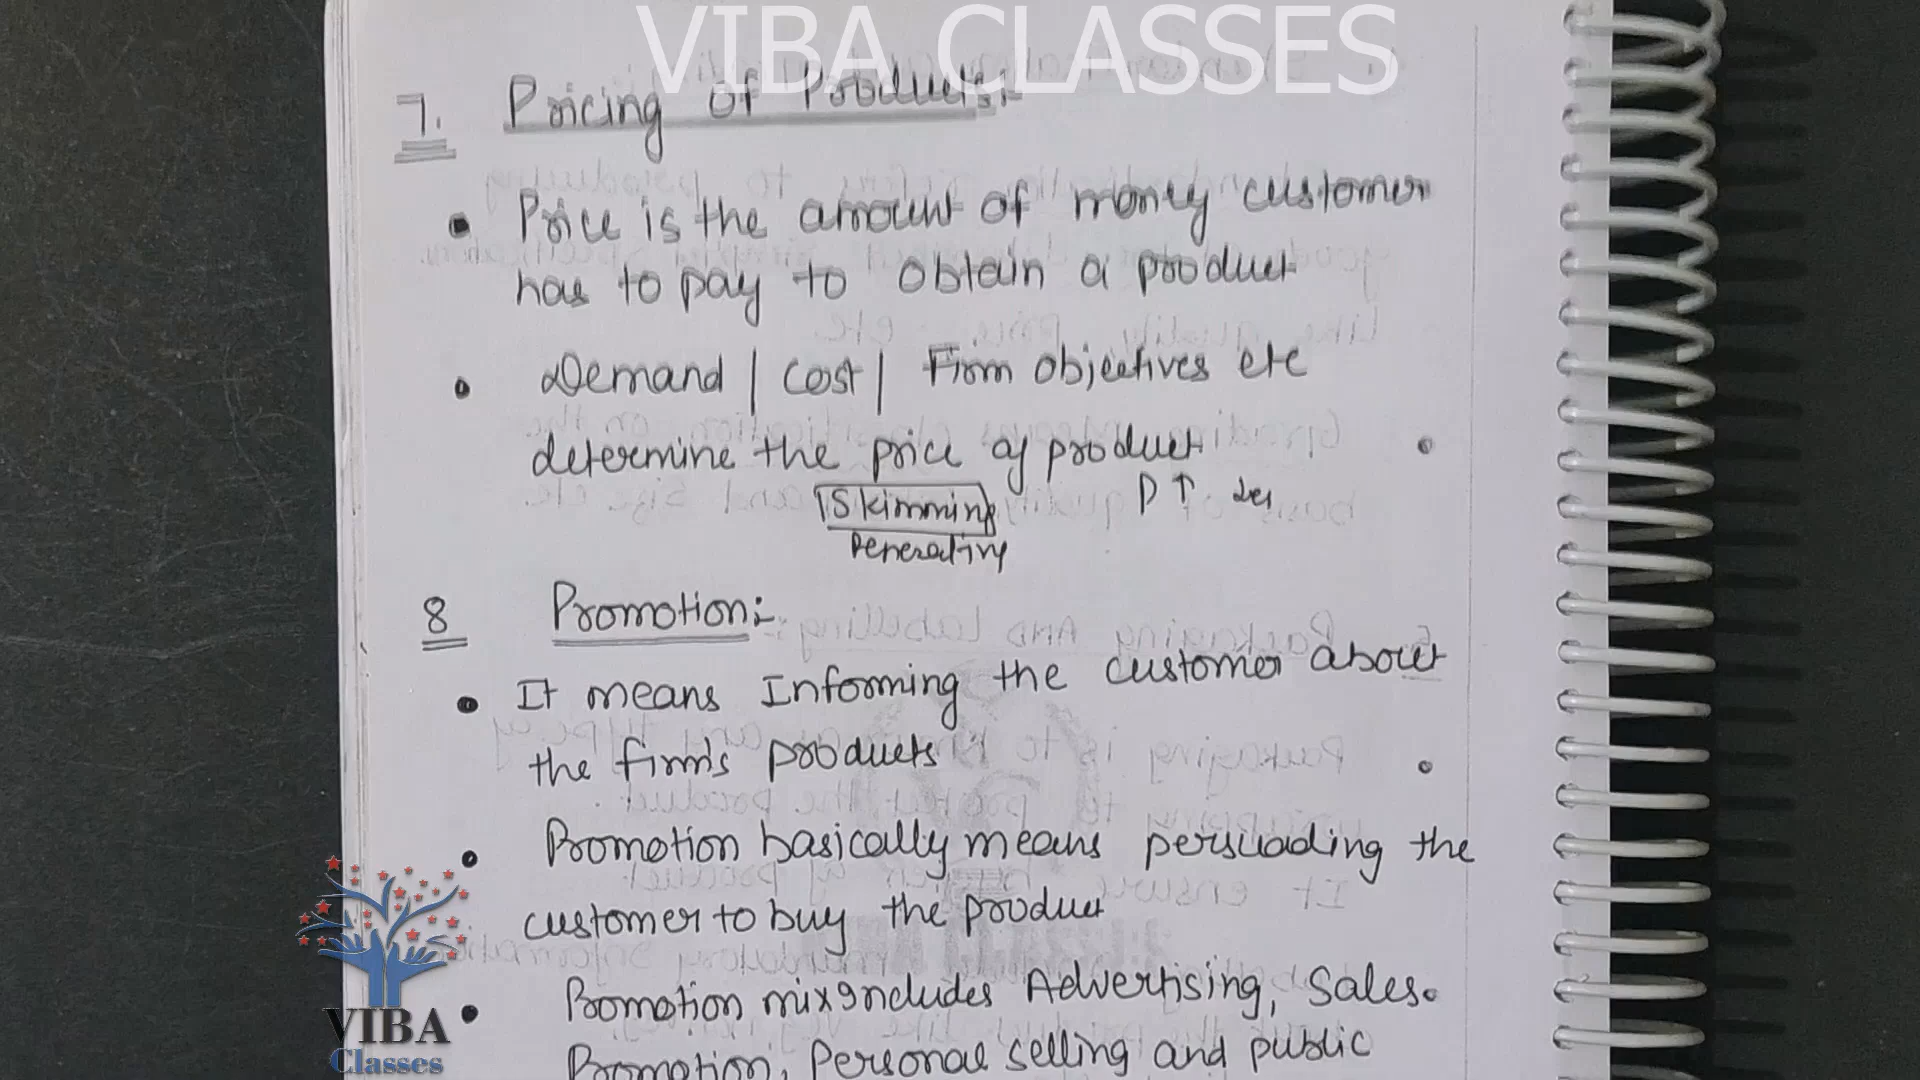 VIBA CLASSES
7. Pricing of Products:-
• Price is the amount of money customer
has to pay to obtain a product
• Demand | Cost | Firm objectives etc
determine the price of product
P ↑
Skimming
8 Promotion:-
• It means Informing the customer about
the firm's products
• Promotion basically means persuading the
customer to buy the product
• Promotion mix Includes Advertising, Sales
Promotion, Personal selling and public
VIBA
Classes